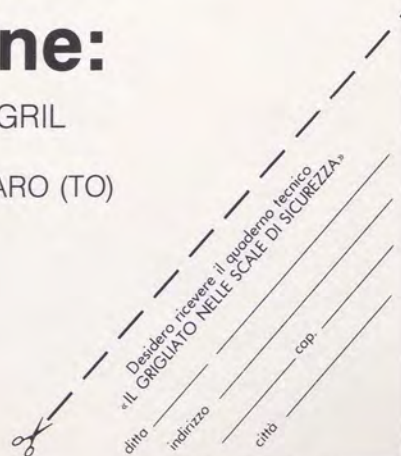 ne:
GRIL
ARO (TO)
Desidero ricevere il quaderno tecnico
«IL GRIGLIATO NELLE SCALE DI SICUREZZA»
ditta
indirizzo
cap.
città